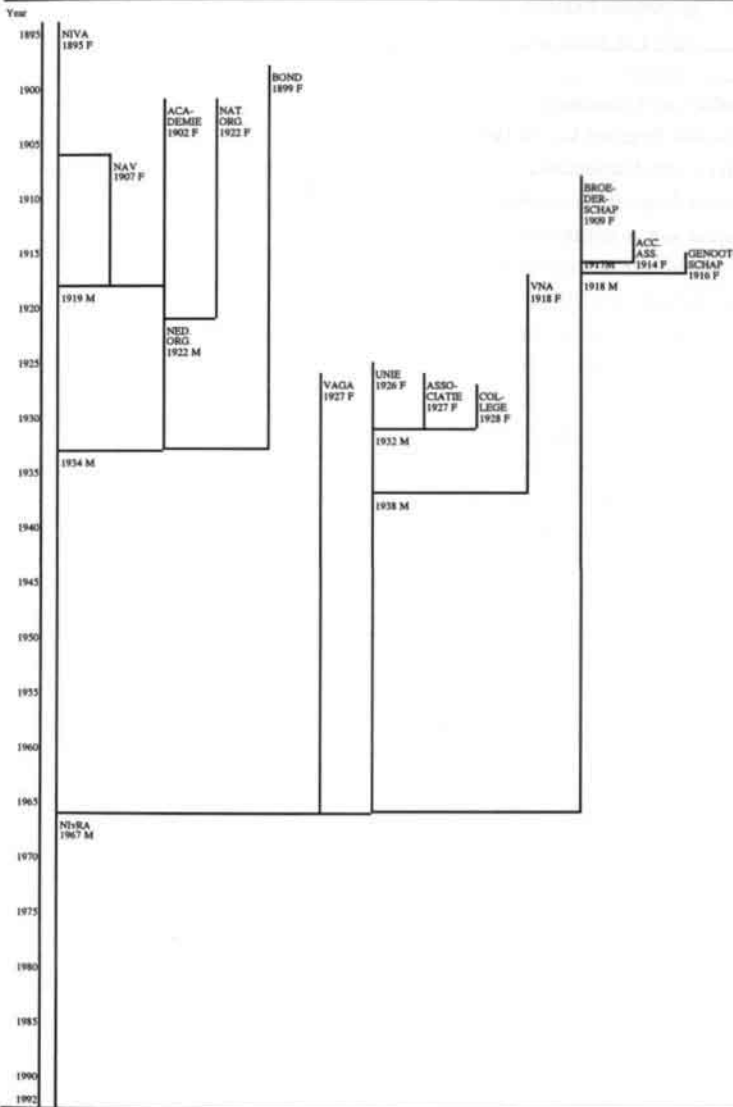 Year
1895
1900
1905
1910
1915
1920
1925
1930
1935
1940
1945
1950
1955
1960
1965
1970
1975
1980
1985
1990
1992
NIVA
1895 F
NAV
1907 F
ACA-
DEMIE
1902 F
NAT.
ORG.
1922 F
BOND
1899 F
1919 M
NED.
ORG.
1922 M
1934 M
VAGA
1927 F
UNIE
1926 F
ASSO-
CIATIE
1927 F
COL-
LEGE
1928 F
1932 M
1938 M
VNA
1918 F
BROE-
DER-
SCHAP
1909 F
1917M
ACC.
ASS.
1914 F
GENOOT
SCHAP
1916 F
1918 M
NIvRA
1967 M